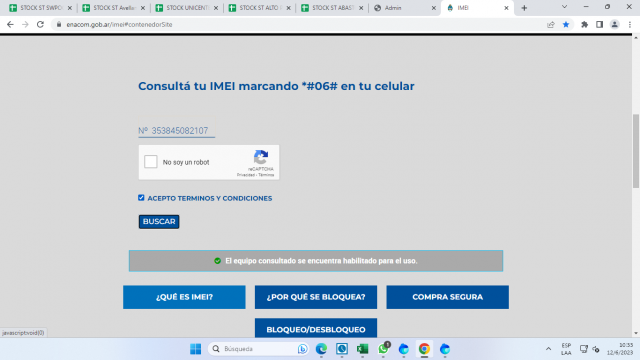 STOCK ST SWPO
STOCK ST Avella
STOCK UNICENTO
STOCK ST ALTO
STOCK ST ABAST
Admin
IMEI
enacom.gob.ar/imei#contenedorSite
Consultá tu IMEI marcando *#06# en tu celular
Nº 353845082107
No soy un robot
reCAPTCHA
Privacidad - Términos
ACEPTO TERMINOS Y CONDICIONES
BUSCAR
El equipo consultado se encuentra habilitado para el uso.
¿QUÉ ES IMEI?
¿POR QUÉ SE BLOQUEA?
COMPRA SEGURA
BLOQUEO/DESBLOQUEO
javascript:void(0)
Búsqueda
ESP
LAA
10:33
12/6/2023